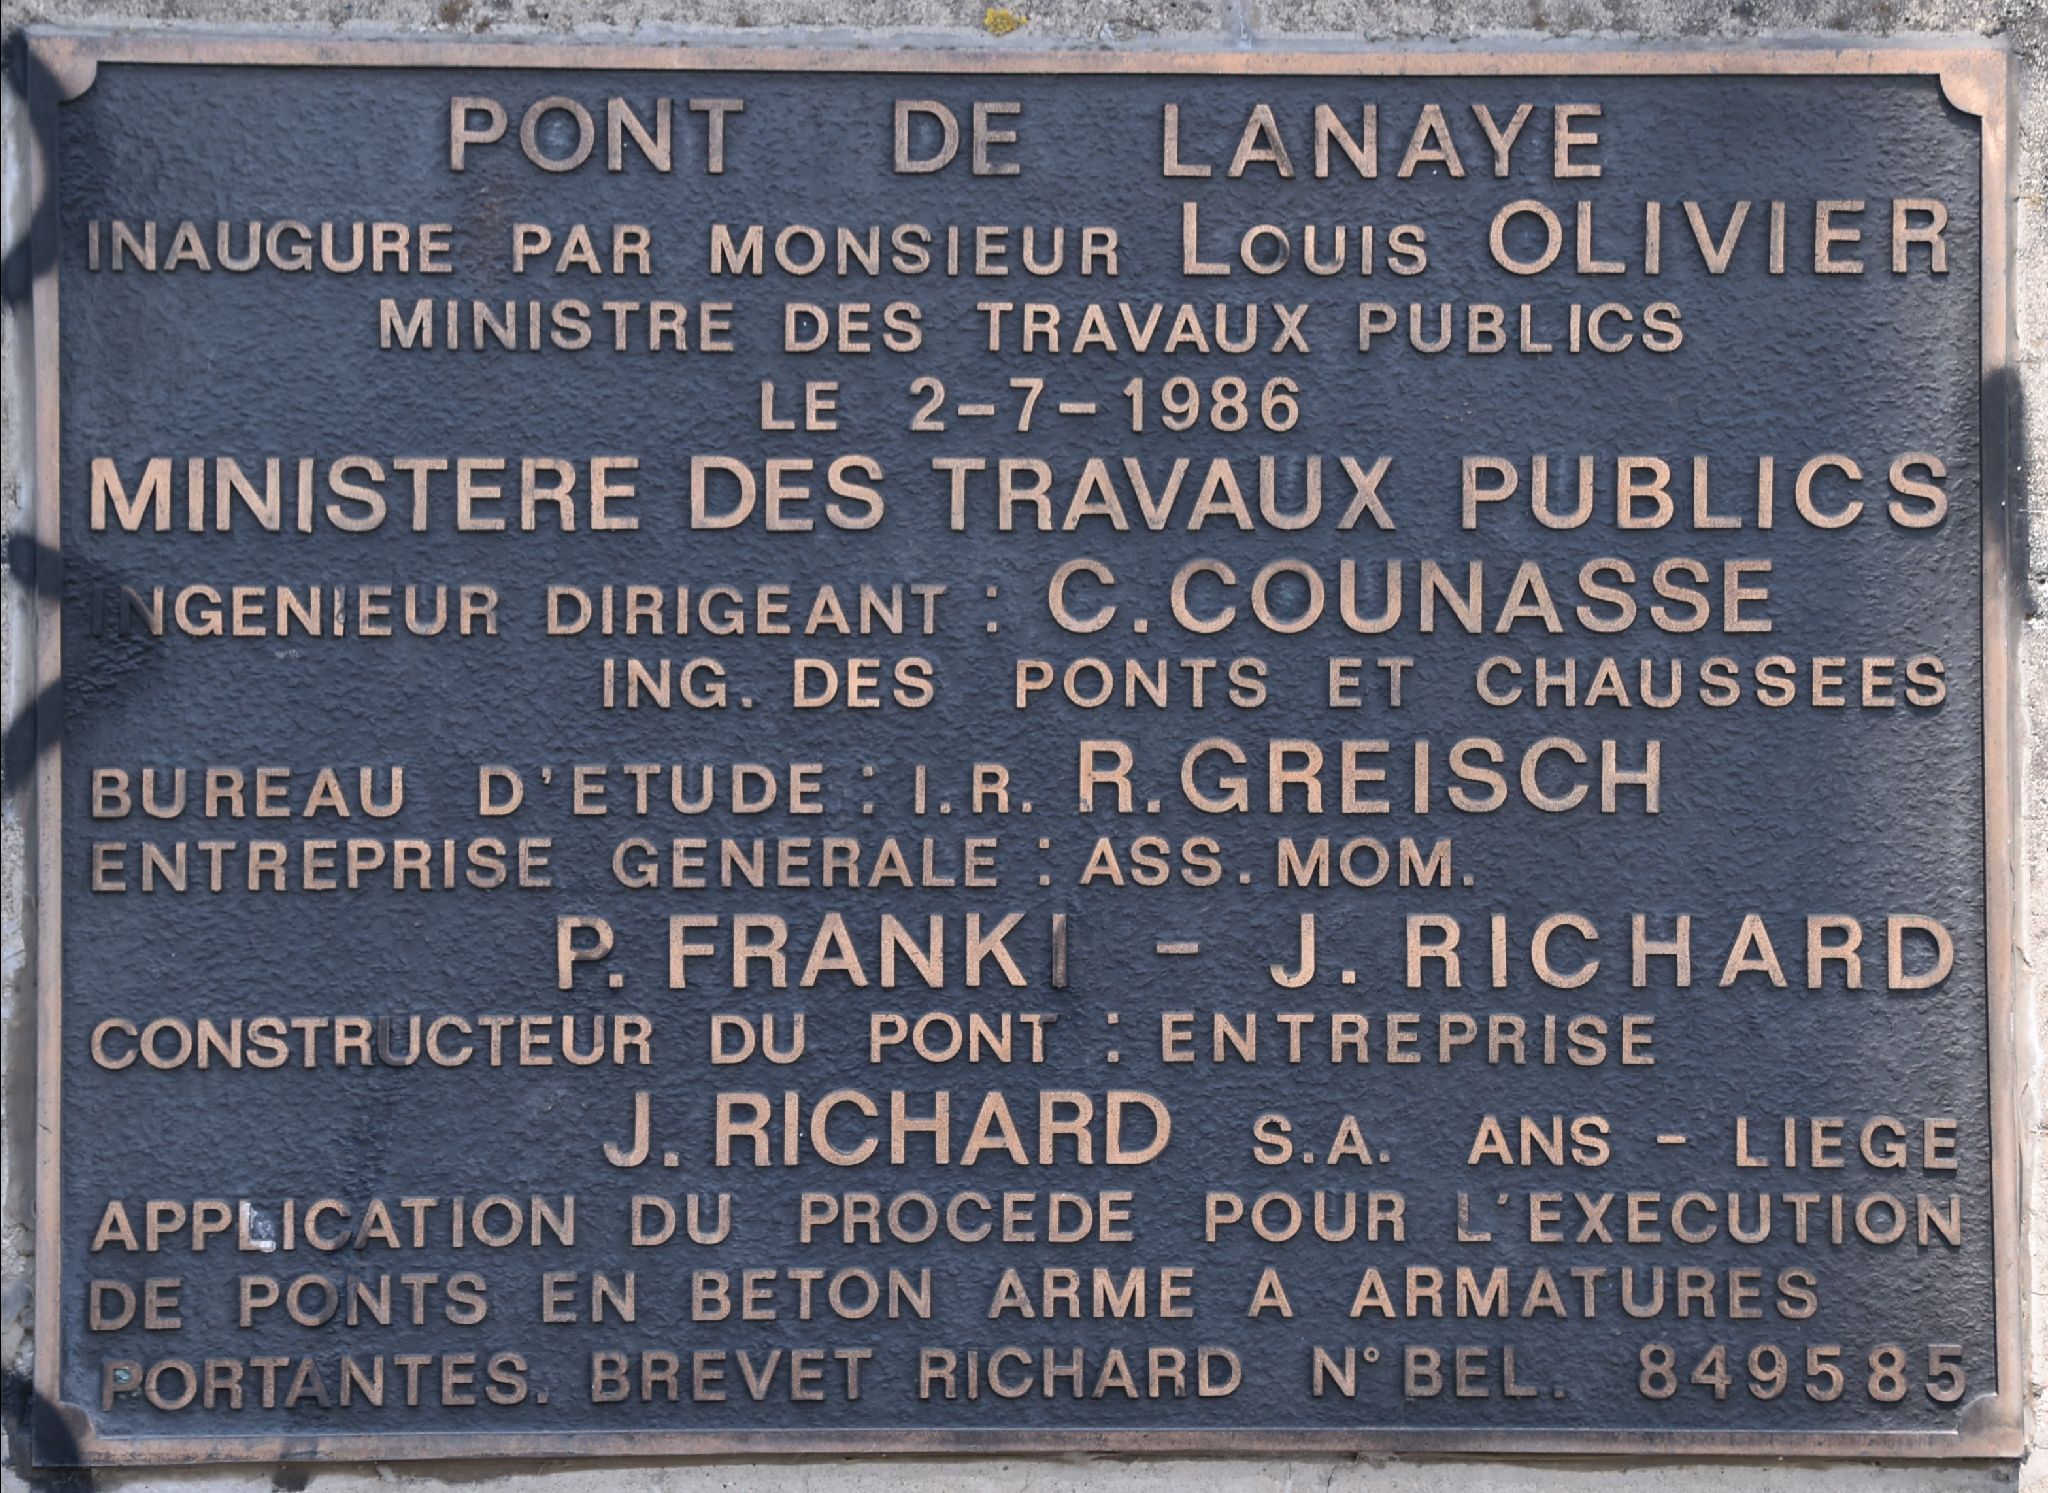 PONT DE LANAYE
INAUGURE PAR MONSIEUR LOUIS OLIVIER
MINISTRE DES TRAVAUX PUBLICS
LE 2-7-1986
MINISTERE DES TRAVAUX PUBLICS
INGENIEUR DIRIGEANT : C. COUNASSE
ING. DES PONTS ET CHAUSSEES
BUREAU D'ETUDE : I.R. R. GREISCH
ENTREPRISE GENERALE : ASS. MOM.
P. FRANKI - J. RICHARD
CONSTRUCTEUR DU PONT : ENTREPRISE
J. RICHARD S.A. ANS - LIEGE
APPLICATION DU PROCEDE POUR L'EXECUTION
DE PONTS EN BETON ARME A ARMATURES
PORTANTES. BREVET RICHARD N° BEL. 849585